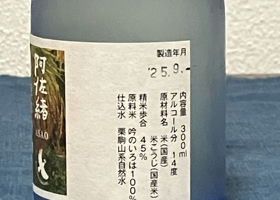 製造年月
'25.9.
内容量 300ml
アルコール分 14度
原材料名 米(国産)
米こうじ(国産米)
精米歩合 45%
原料米 吟のいろは100%
仕込水 栗駒山系自然水
阿佐緒
ASAO